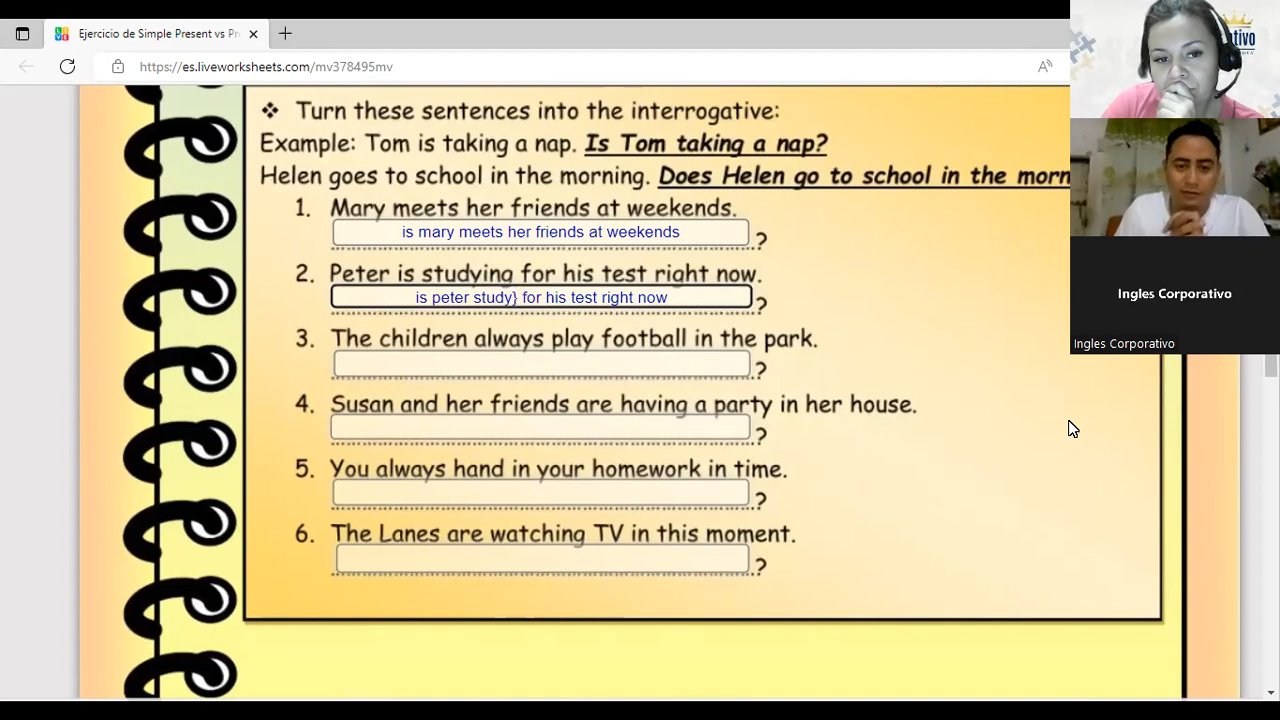 Ejercicio de Simple Present vs Pr
https://es.liveworksheets.com/mv378495mv
Turn these sentences into the interrogative:
Example: Tom is taking a nap. Is Tom taking a nap?
Helen goes to school in the morning. Does Helen go to school in the morn
1. Mary meets her friends at weekends.
is mary meets her friends at weekends ?
2. Peter is studying for his test right now.
is peter study} for his test right now ?
3. The children always play football in the park.
?
4. Susan and her friends are having a party in her house.
?
5. You always hand in your homework in time.
?
6. The Lanes are watching TV in this moment.
?
Ingles Corporativo
Ingles Corporativo